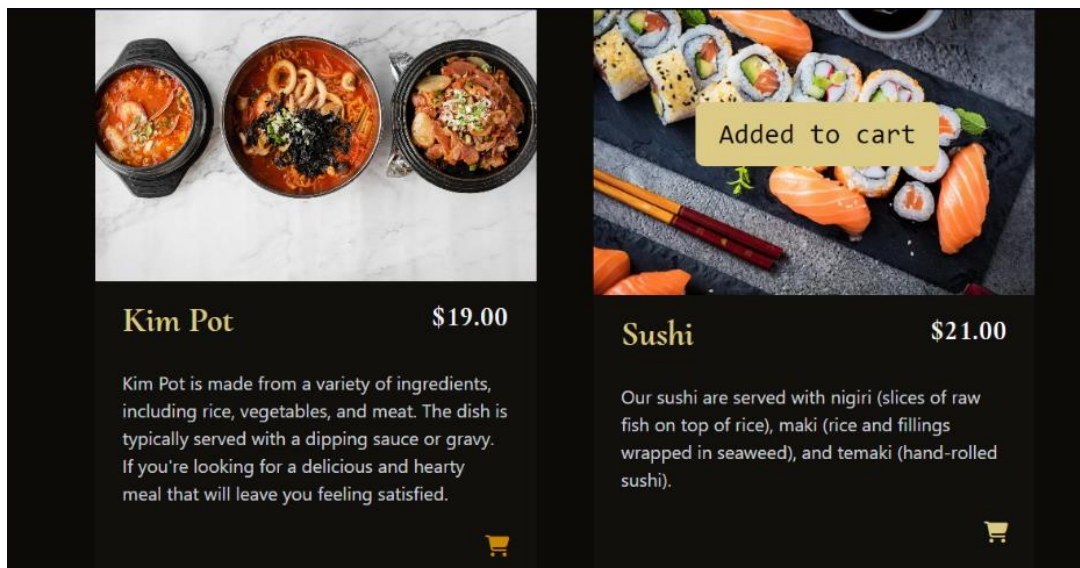 Added to cart
Kim Pot
$19.00
Kim Pot is made from a variety of ingredients,
including rice, vegetables, and meat. The dish is
typically served with a dipping sauce or gravy.
If you're looking for a delicious and hearty
meal that will leave you feeling satisfied.
Sushi
$21.00
Our sushi are served with nigiri (slices of raw
fish on top of rice), maki (rice and fillings
wrapped in seaweed), and temaki (hand-rolled
sushi).